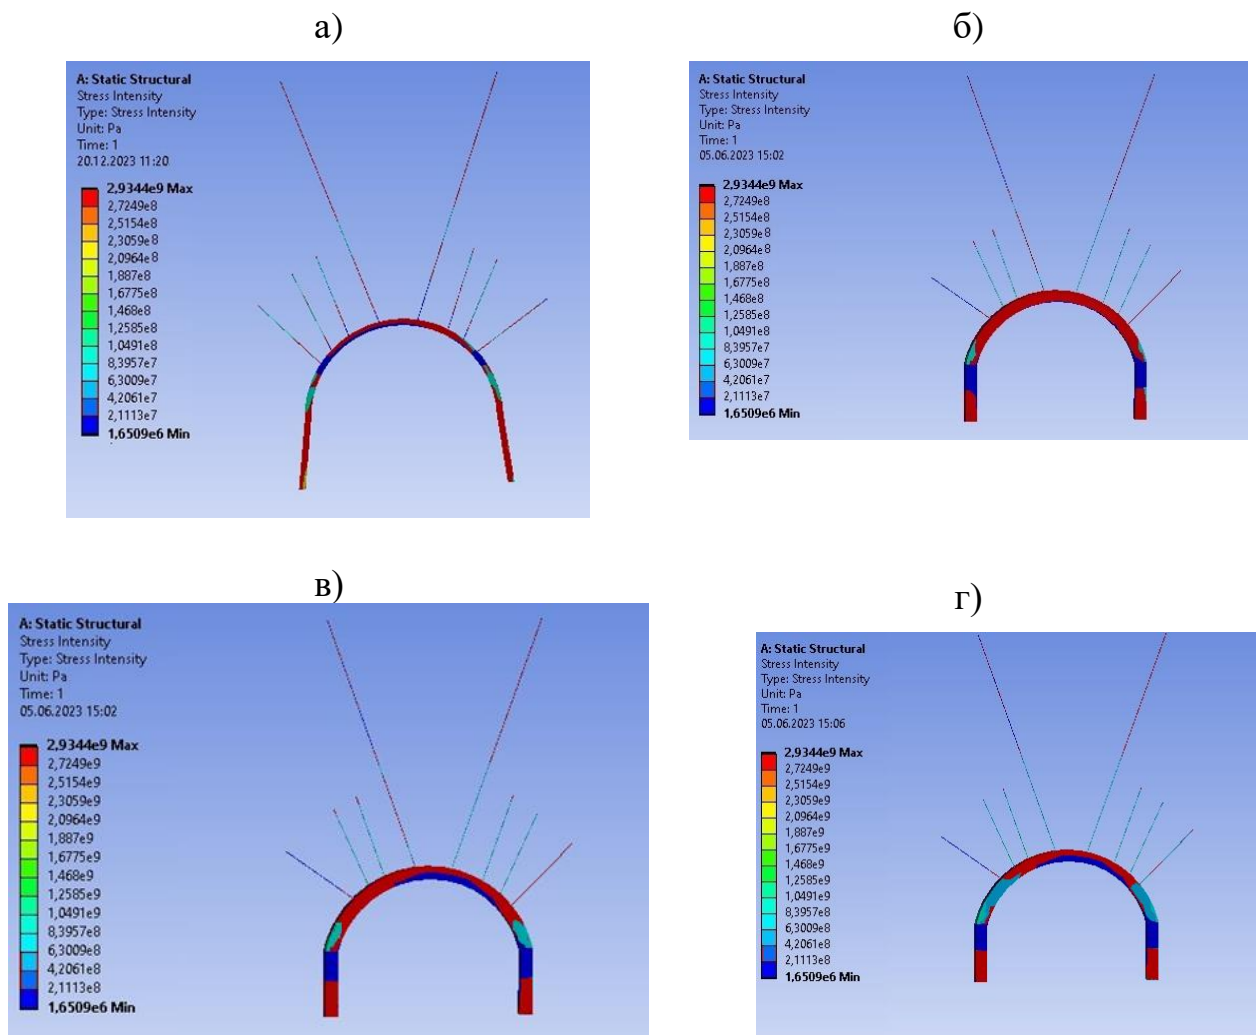 а)
A: Static Structural
Stress Intensity
Type: Stress Intensity
Unit: Pa
Time: 1
20.12.2023 11:20
2,9344e9 Max
2,7249e8
2,5154e8
2,3059e8
2,0964e8
1,887e8
1,6775e8
1,468e8
1,2585e8
1,0491e8
8,3957e7
6,3009e7
4,2061e7
2,1113e7
1,6509e6 Min
б)
A: Static Structural
Stress Intensity
Type: Stress Intensity
Unit: Pa
Time: 1
05.06.2023 15:02
2,9344e9 Max
2,7249e8
2,5154e8
2,3059e8
2,0964e8
1,887e8
1,6775e8
1,468e8
1,2585e8
1,0491e8
8,3957e7
6,3009e7
4,2061e7
2,1113e7
1,6509e6 Min
в)
A: Static Structural
Stress Intensity
Type: Stress Intensity
Unit: Pa
Time: 1
05.06.2023 15:02
2,9344e9 Max
2,7249e9
2,5154e9
2,3059e9
2,0964e9
1,887e9
1,6775e9
1,468e9
1,2585e9
1,0491e9
8,3957e8
6,3009e8
4,2061e8
2,1113e8
1,6509e6 Min
г)
A: Static Structural
Stress Intensity
Type: Stress Intensity
Unit: Pa
Time: 1
05.06.2023 15:06
2,9344e9 Max
2,7249e9
2,5154e9
2,3059e9
2,0964e9
1,887e9
1,6775e9
1,468e9
1,2585e9
1,0491e9
8,3957e8
6,3009e8
4,2061e8
2,1113e8
1,6509e6 Min